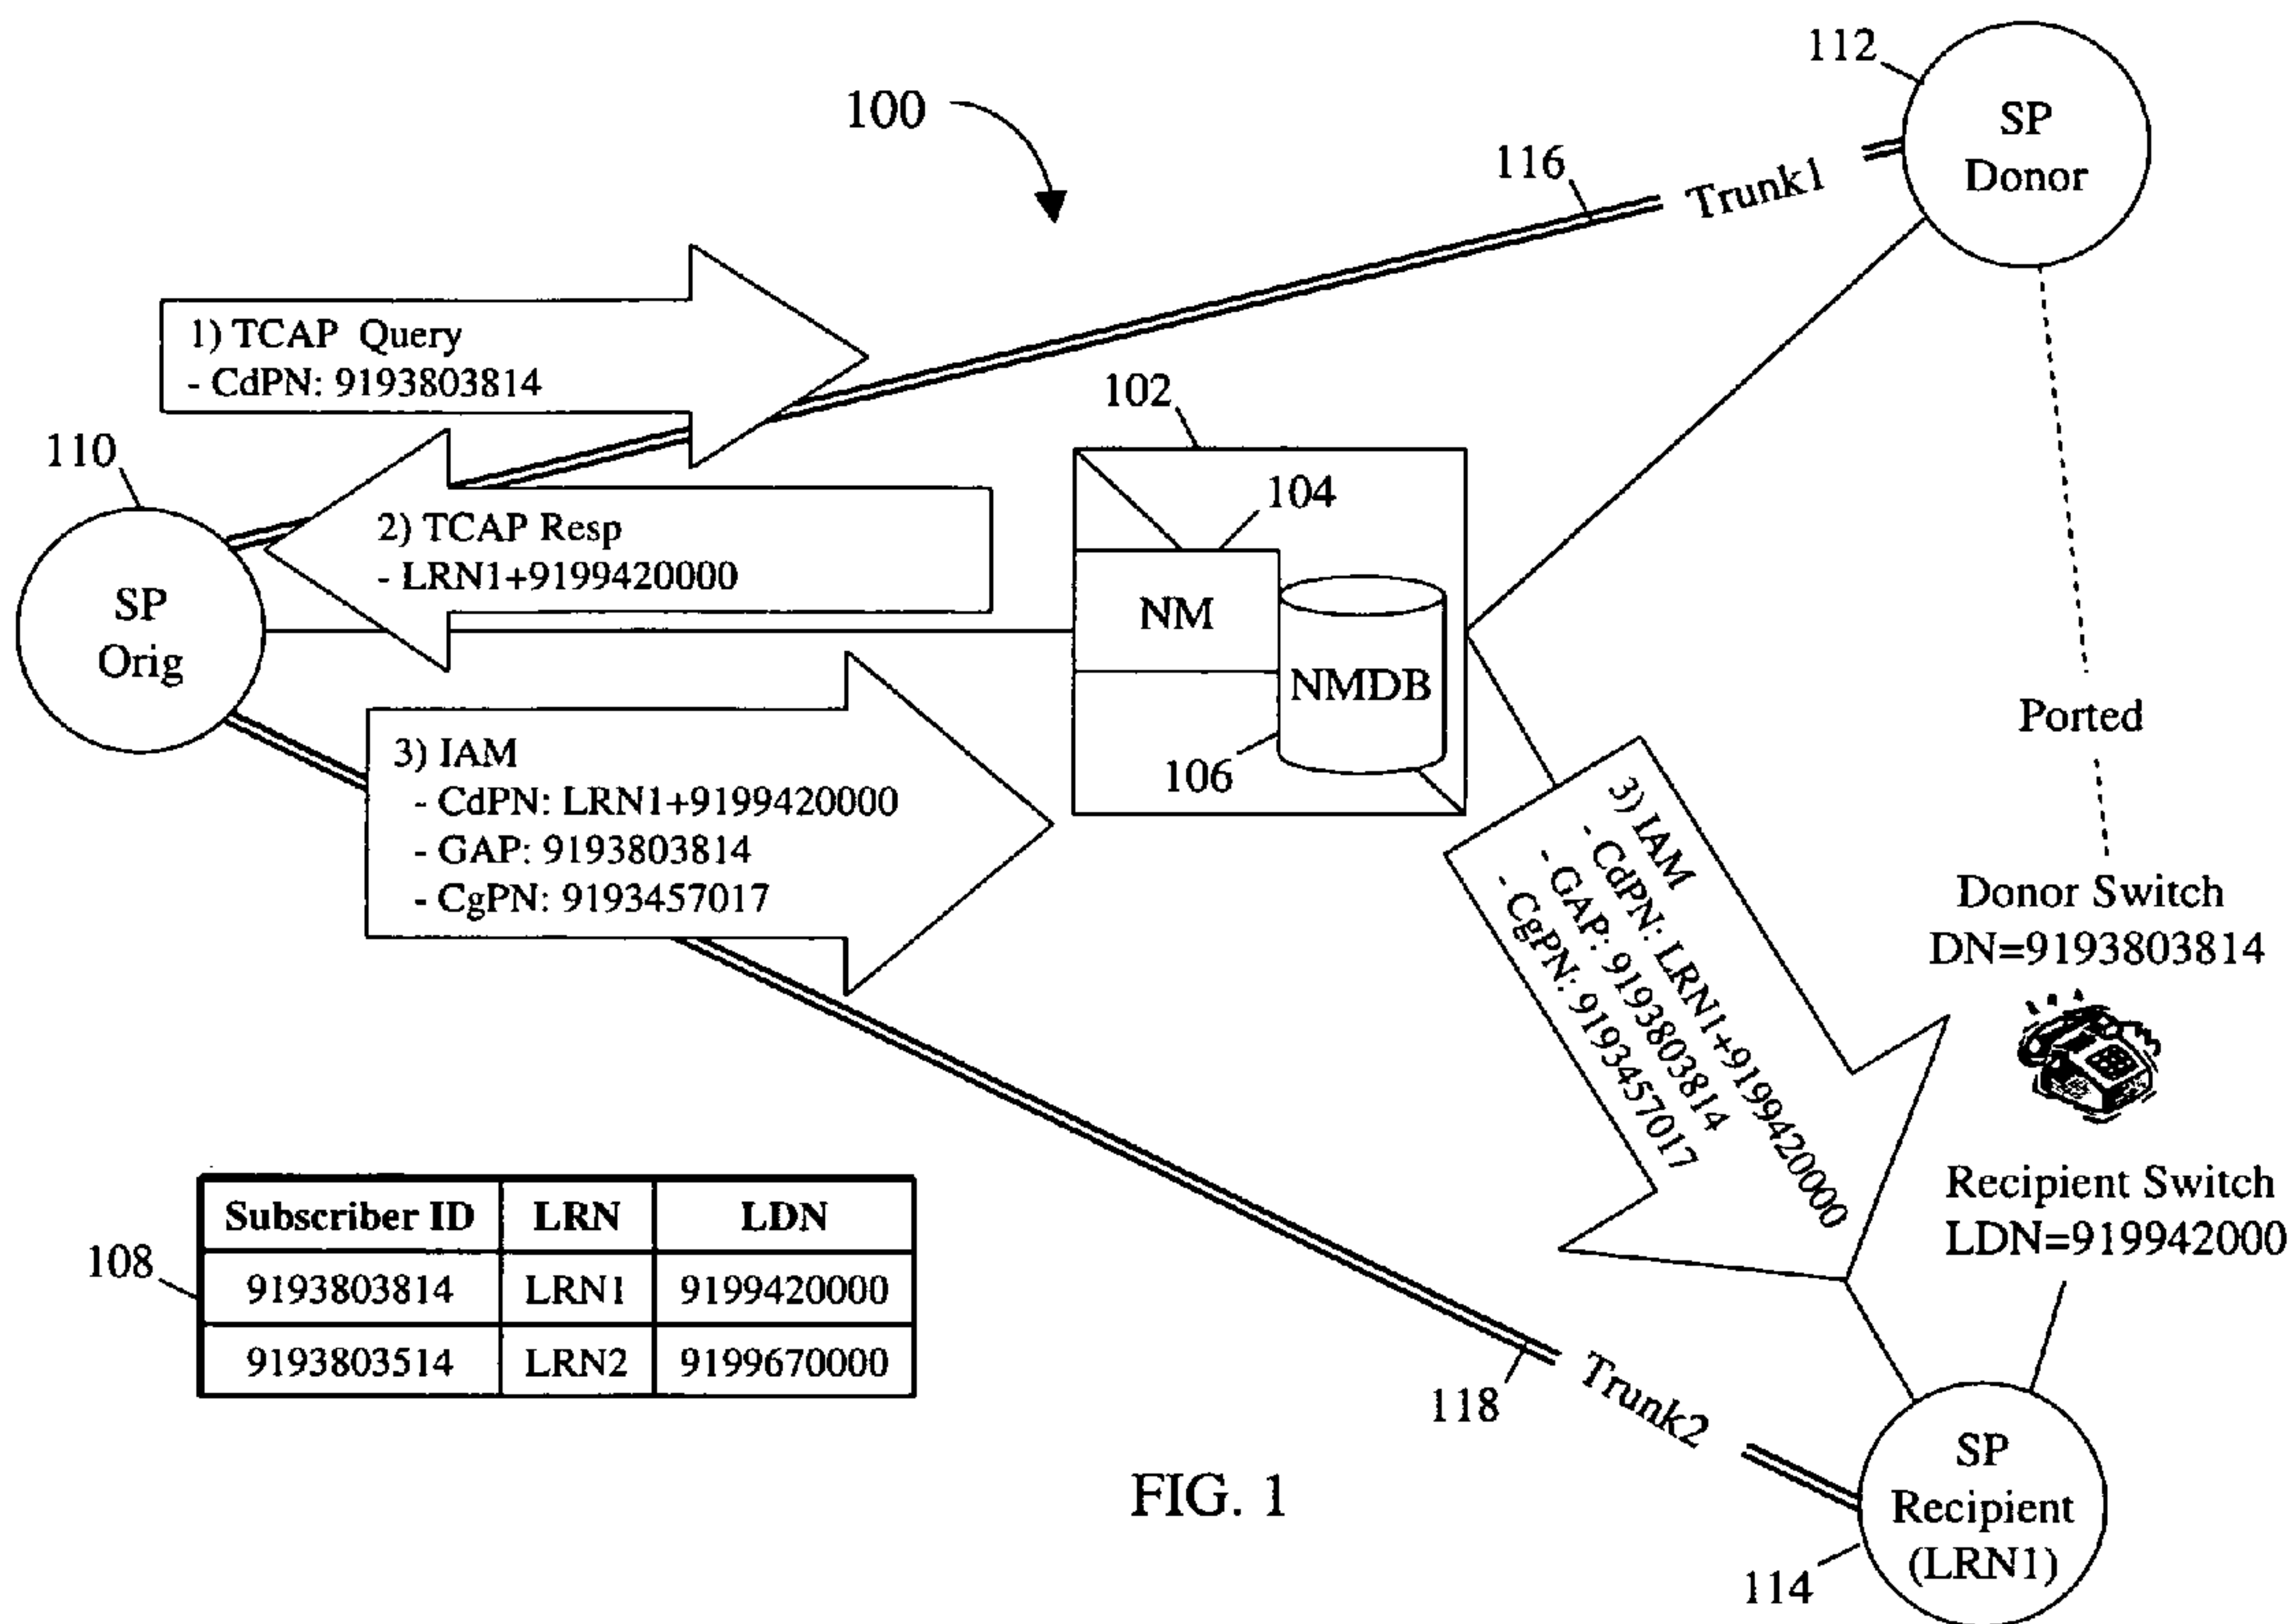 100
112
SP
Donor
116
Trunk1
1) TCAP Query
- CdPN: 9193803814
102
110
104
2) TCAP Resp
- LRN1+9199420000
SP
Orig
NM
NMDB
106
Ported
3) IAM
- CdPN: LRN1+9199420000
- GAP: 9193803814
- CgPN: 9193457017
3) IAM
- CdPN: LRN1+9199420000
- GAP: 9193803814
- CgPN: 9193457017
Donor Switch
DN=9193803814
Recipient Switch
LDN=919942000
108
Subscriber ID LRN LDN
9193803814 LRN1 9199420000
9193803514 LRN2 9199670000
118
Trunk2
SP
Recipient
(LRN1)
114
FIG. 1